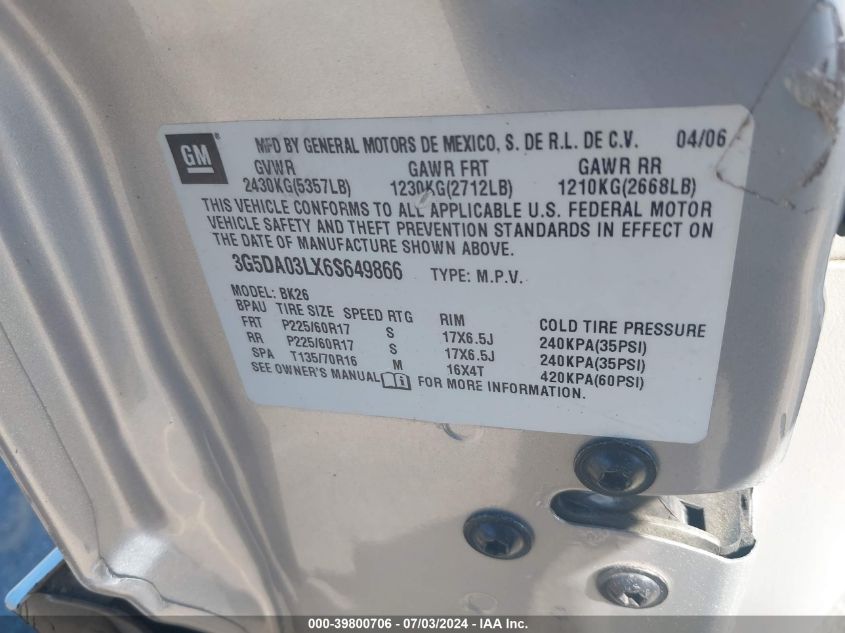 GM
MFD BY GENERAL MOTORS DE MEXICO, S. DE R.L. DE C.V. 04/06
GVWR GAWR FRT GAWR RR
2430KG(5357LB) 1230KG(2712LB) 1210KG(2668LB)
THIS VEHICLE CONFORMS TO ALL APPLICABLE U.S. FEDERAL MOTOR
VEHICLE SAFETY AND THEFT PREVENTION STANDARDS IN EFFECT ON
THE DATE OF MANUFACTURE SHOWN ABOVE.
3G5DA03LX6S649866 TYPE: M.P.V.
MODEL: BK26
BPAU TIRE SIZE SPEED RTG RIM COLD TIRE PRESSURE
FRT P225/60R17 S 17X6.5J 240KPA(35PSI)
RR P225/60R17 S 17X6.5J 240KPA(35PSI)
SPA T135/70R16 M 16X4T 420KPA(60PSI)
SEE OWNER'S MANUAL FOR MORE INFORMATION.
000-39800706 - 07/03/2024 - IAAI.com